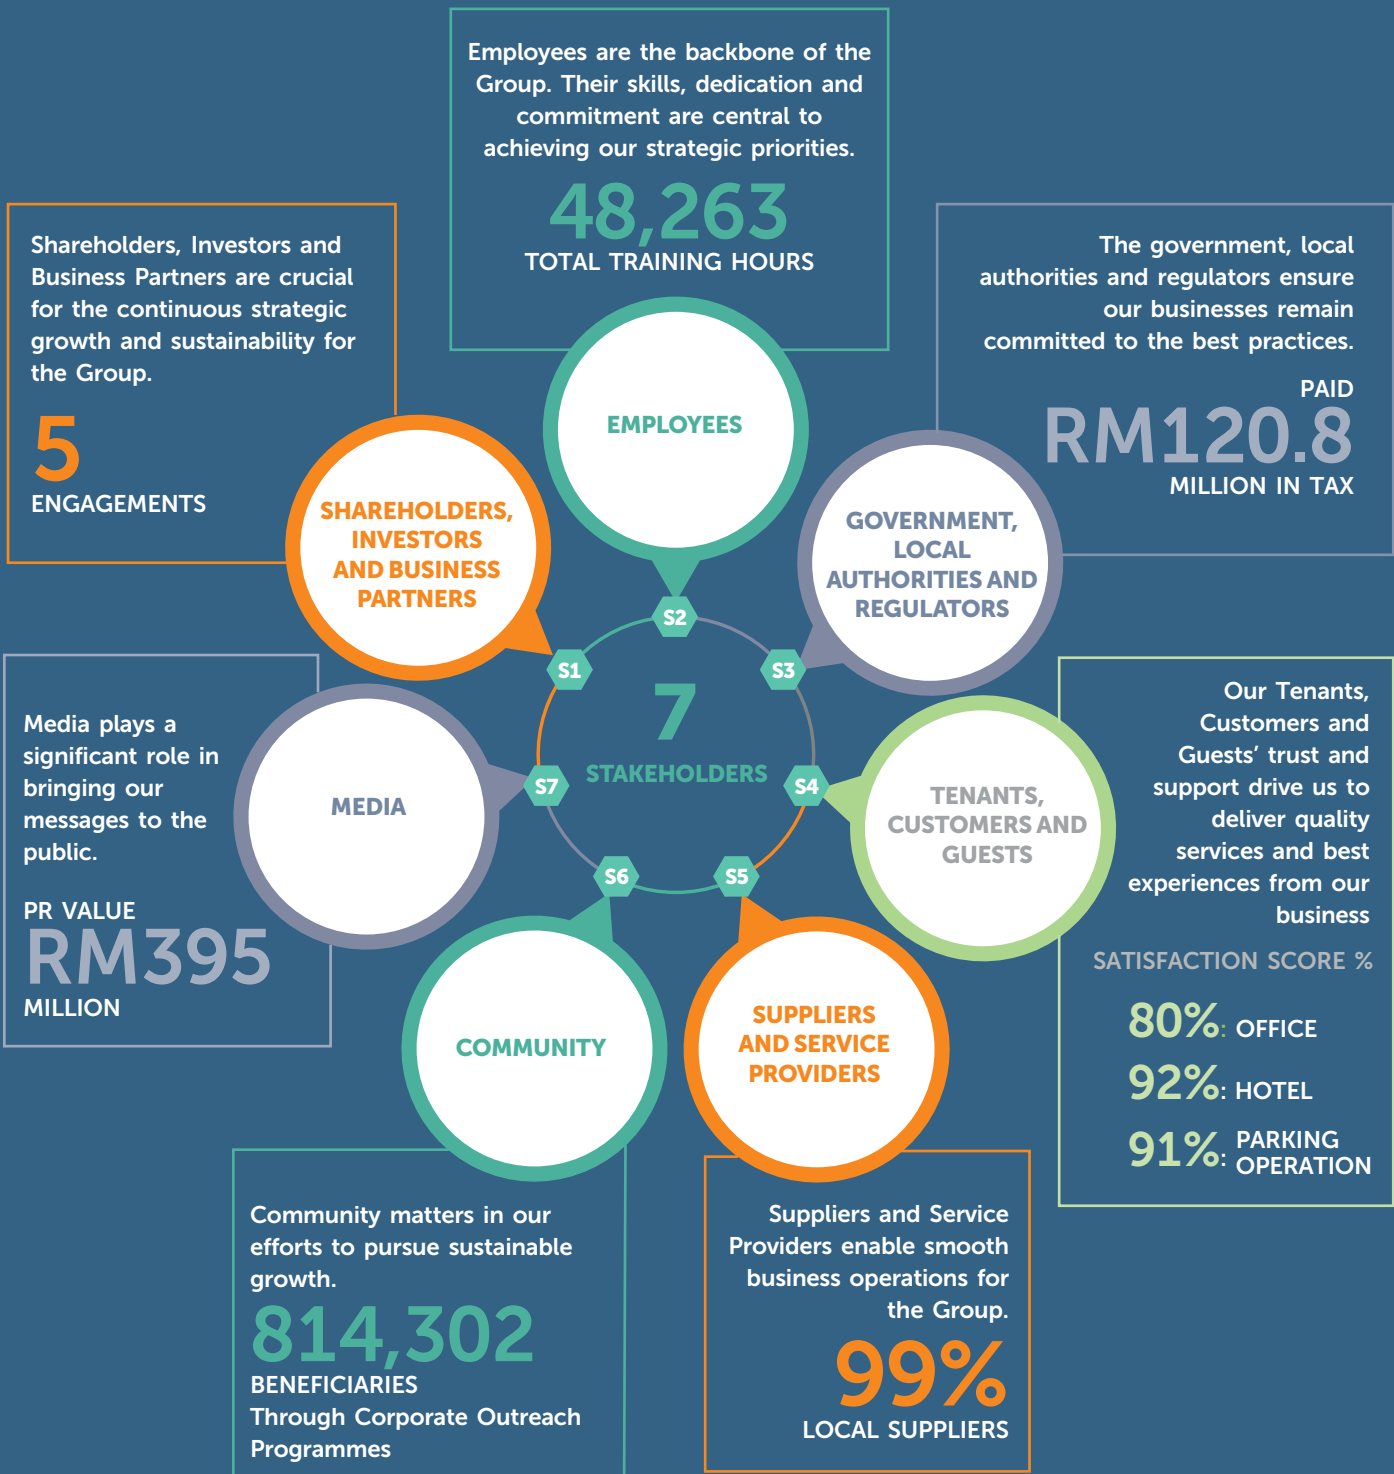 Employees are the backbone of the
Group. Their skills, dedication and
commitment are central to
achieving our strategic priorities.
48,263
TOTAL TRAINING HOURS
Shareholders, Investors and
Business Partners are crucial
for the continuous strategic
growth and sustainability for
the Group.
5
ENGAGEMENTS
The government, local
authorities and regulators ensure
our businesses remain
committed to the best practices.
PAID
RM120.8
MILLION IN TAX
EMPLOYEES
SHAREHOLDERS,
INVESTORS
AND BUSINESS
PARTNERS
GOVERNMENT,
LOCAL
AUTHORITIES AND
REGULATORS
S2
S1
S3
7
STAKEHOLDERS
S7
S4
S6
S5
Media plays a
significant role in
bringing our
messages to the
public.
PR VALUE
RM395
MILLION
MEDIA
TENANTS,
CUSTOMERS AND
GUESTS
Our Tenants,
Customers and
Guests' trust and
support drive us to
deliver quality
services and best
experiences from our
business
SATISFACTION SCORE %
80%: OFFICE
92%: HOTEL
91%: PARKING
OPERATION
COMMUNITY
SUPPLIERS
AND SERVICE
PROVIDERS
Community matters in our
efforts to pursue sustainable
growth.
814,302
BENEFICIARIES
Through Corporate Outreach
Programmes
Suppliers and Service
Providers enable smooth
business operations for
the Group.
99%
LOCAL SUPPLIERS